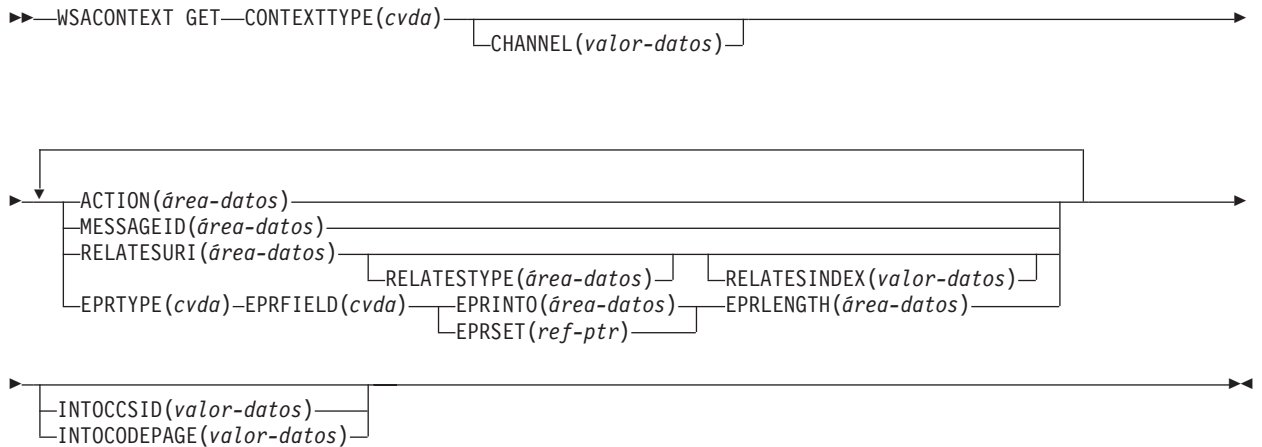 WSACONTEXT GET CONTEXTTYPE(cvda)
CHANNEL(valor-datos)
ACTION(área-datos)
MESSAGEID(área-datos)
RELATESURI(área-datos)
RELATESTYPE(área-datos) RELATESINDEX(valor-datos)
EPRTYPE(cvda) EPRFIELD(cvda) EPRINTO(área-datos) EPRLENGTH(área-datos)
EPRSET(ref-ptr)
INTOCCSID(valor-datos)
INTOCODEPAGE(valor-datos)